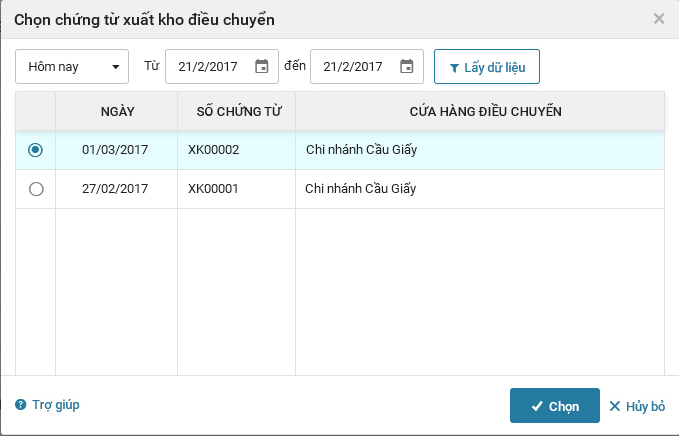 Chọn chứng từ xuất kho điều chuyển
Hôm nay Từ 21/2/2017 đến 21/2/2017 Lấy dữ liệu
NGÀY SỐ CHỨNG TỪ CỬA HÀNG ĐIỀU CHUYỂN
01/03/2017 XK00002 Chi nhánh Cầu Giấy
27/02/2017 XK00001 Chi nhánh Cầu Giấy
Trợ giúp Chọn Hủy bỏ